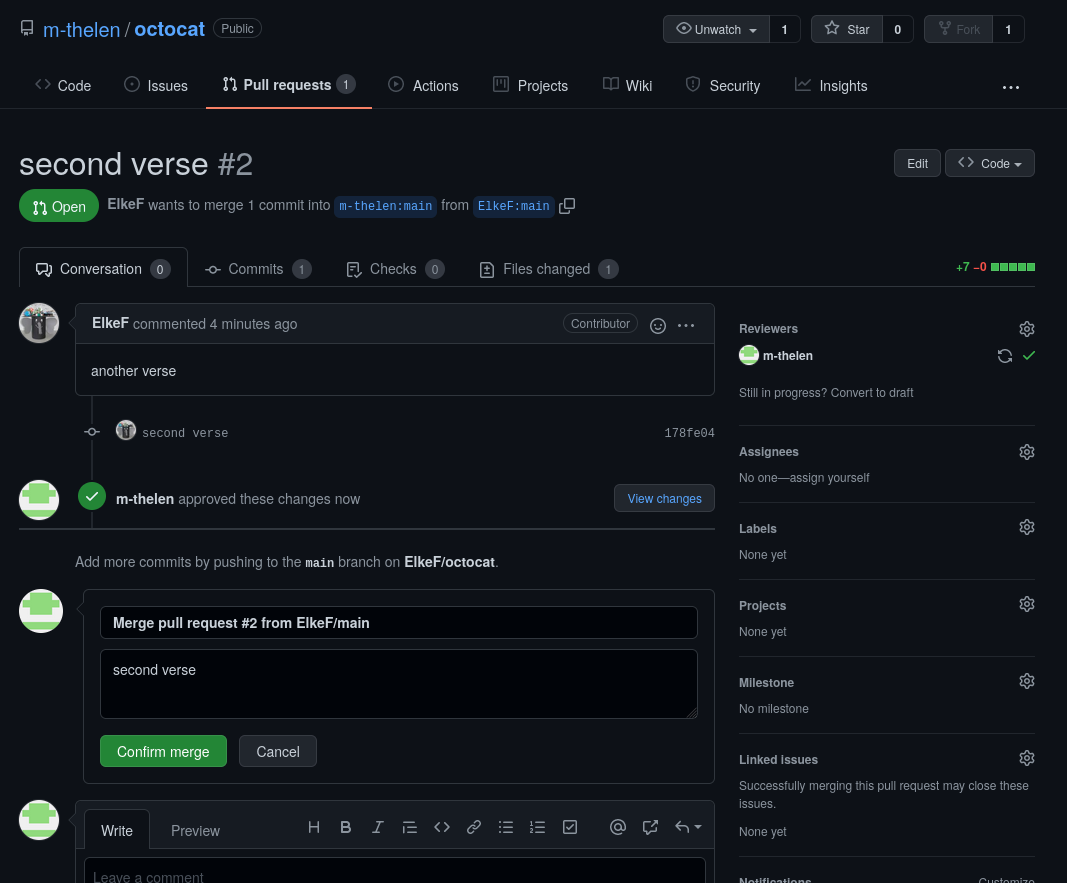 m-thelen / octocat Public Unwatch 1 Star 0 Fork 1
Code Issues Pull requests 1 Actions Projects Wiki Security Insights
second verse #2 Edit Code
Open ElkeF wants to merge 1 commit into m-thelen:main from ElkeF:main
Conversation 0 Commits 1 Checks 0 Files changed 1 +7 −0
ElkeF commented 4 minutes ago Contributor
another verse
second verse 178fe04
m-thelen approved these changes now View changes
Add more commits by pushing to the main branch on ElkeF/octocat.
Merge pull request #2 from ElkeF/main
second verse
Confirm merge Cancel
Write Preview
Leave a comment
Reviewers
m-thelen
Still in progress? Convert to draft
Assignees
No one—assign yourself
Labels
None yet
Projects
None yet
Milestone
No milestone
Linked issues
Successfully merging this pull request may close these
issues.
None yet
Notifications Customize